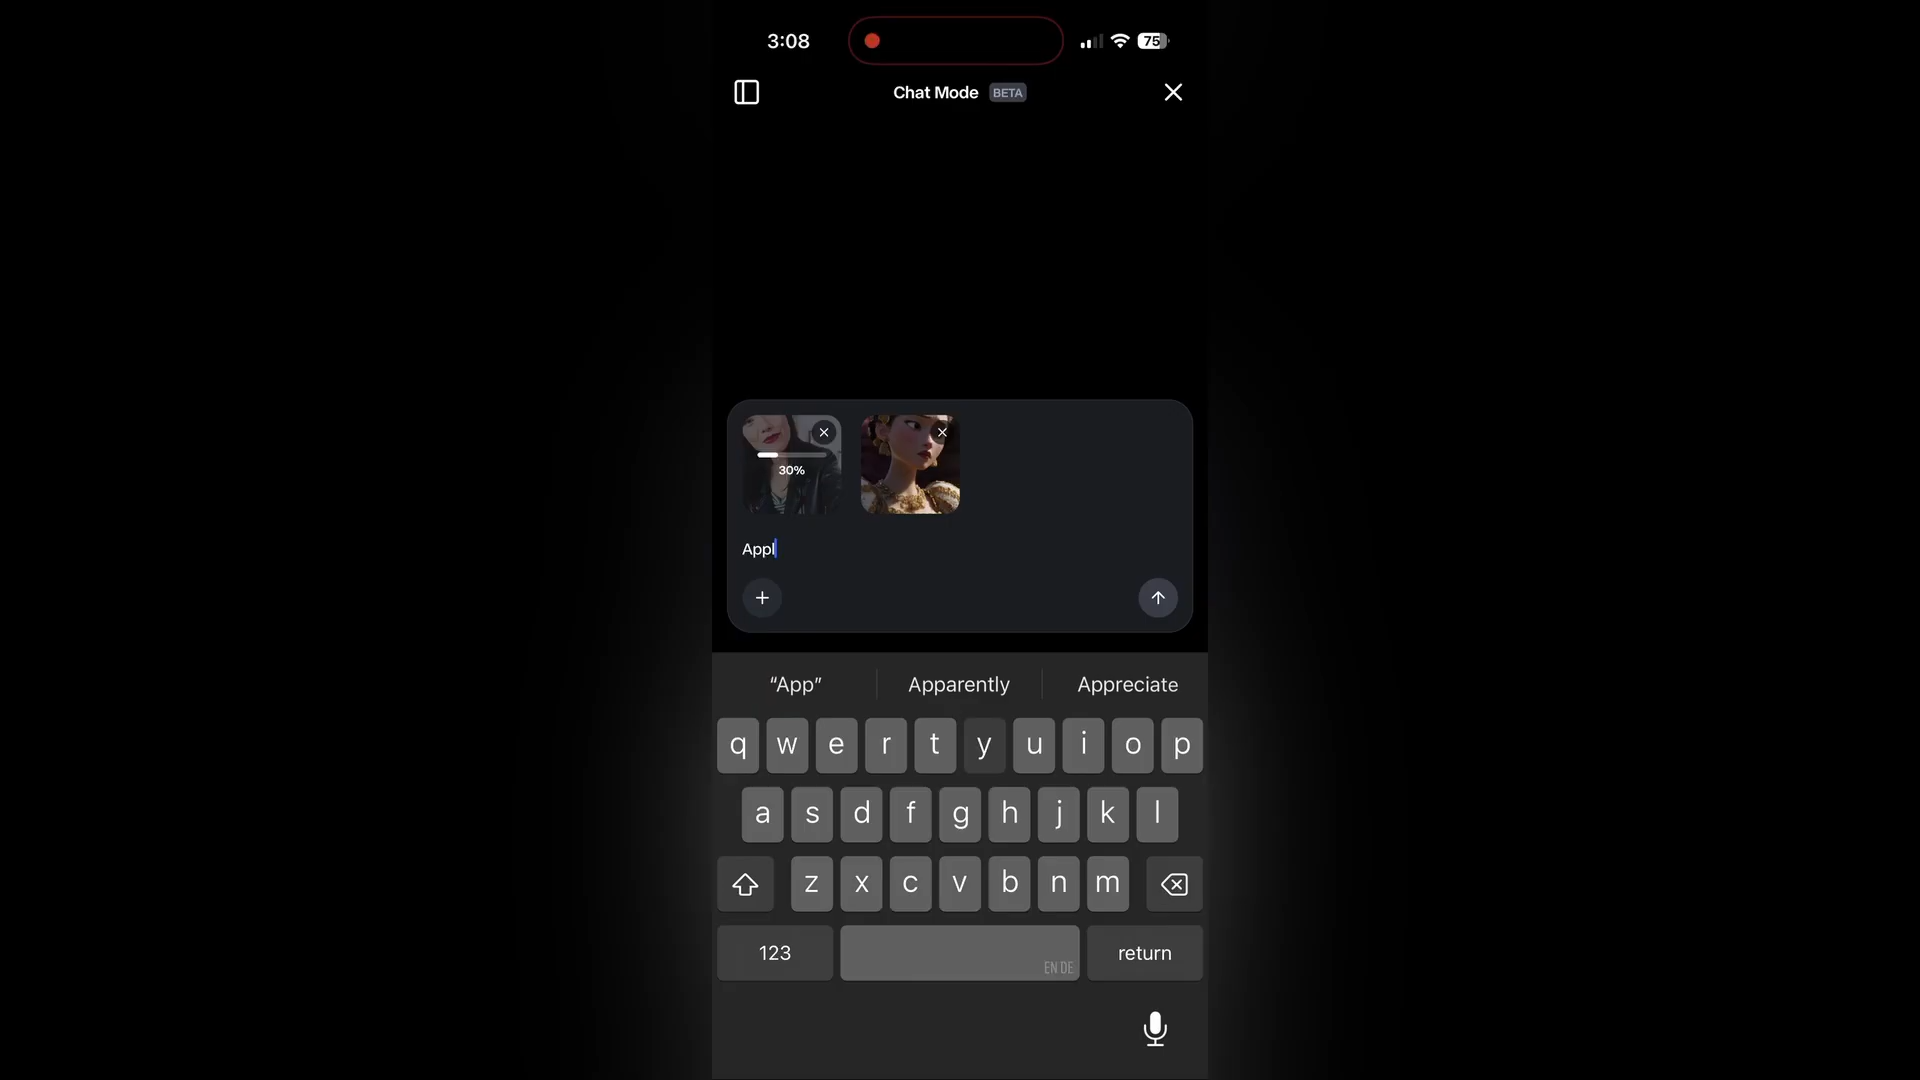 3:08
75
Chat Mode BETA
30%
Appl
“App” Apparently Appreciate
q w e r t y u i o p
a s d f g h j k l
z x c v b n m
123 EN DE return